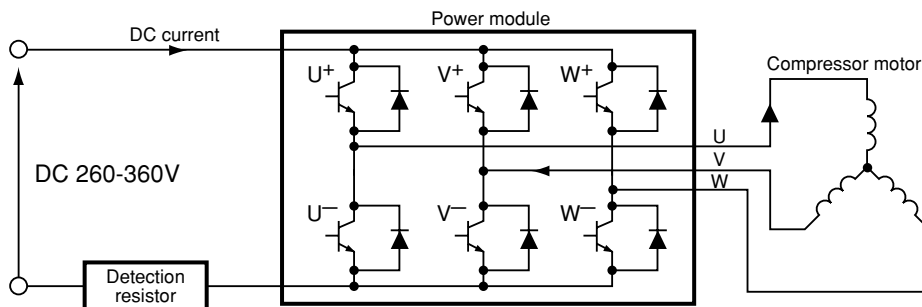 Power module
DC current
U+
V+
W+
Compressor motor
U
V
W
DC 260-360V
U—
V—
W—
Detection
resistor